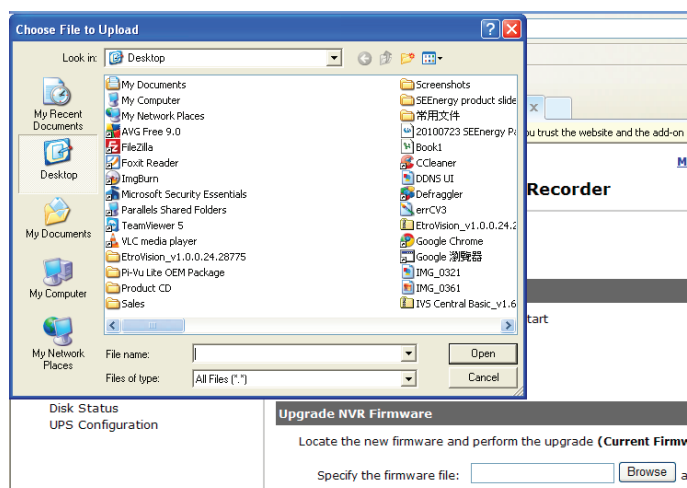 Choose File to Upload
Look in:
Desktop
My Recent
Documents
Desktop
My Documents
My Computer
My Network
Places
My Documents
My Computer
My Network Places
AVG Free 9.0
FileZilla
Foxit Reader
ImgBurn
Microsoft Security Essentials
Parallels Shared Folders
TeamViewer 5
VLC media player
EtroVision_v1.0.0.24.28775
Pi-Vu Lite OEM Package
Product CD
Sales
Screenshots
SEEnergy product slide
常用文件
20100723 SEEnergy Pa
Book1
CCleaner
DDNS UI
Defraggler
errCV3
EtroVision_v1.0.0.24.2
Google Chrome
Google 瀏覽器
IMG_0321
IMG_0361
IVS Central Basic_v1.6
File name:
Open
Files of type:
All Files (*.*)
Cancel
ou trust the website and the add-on
M
Recorder
tart
Disk Status
UPS Configuration
Upgrade NVR Firmware
Locate the new firmware and perform the upgrade (Current Firmw
Specify the firmware file:
Browse
a